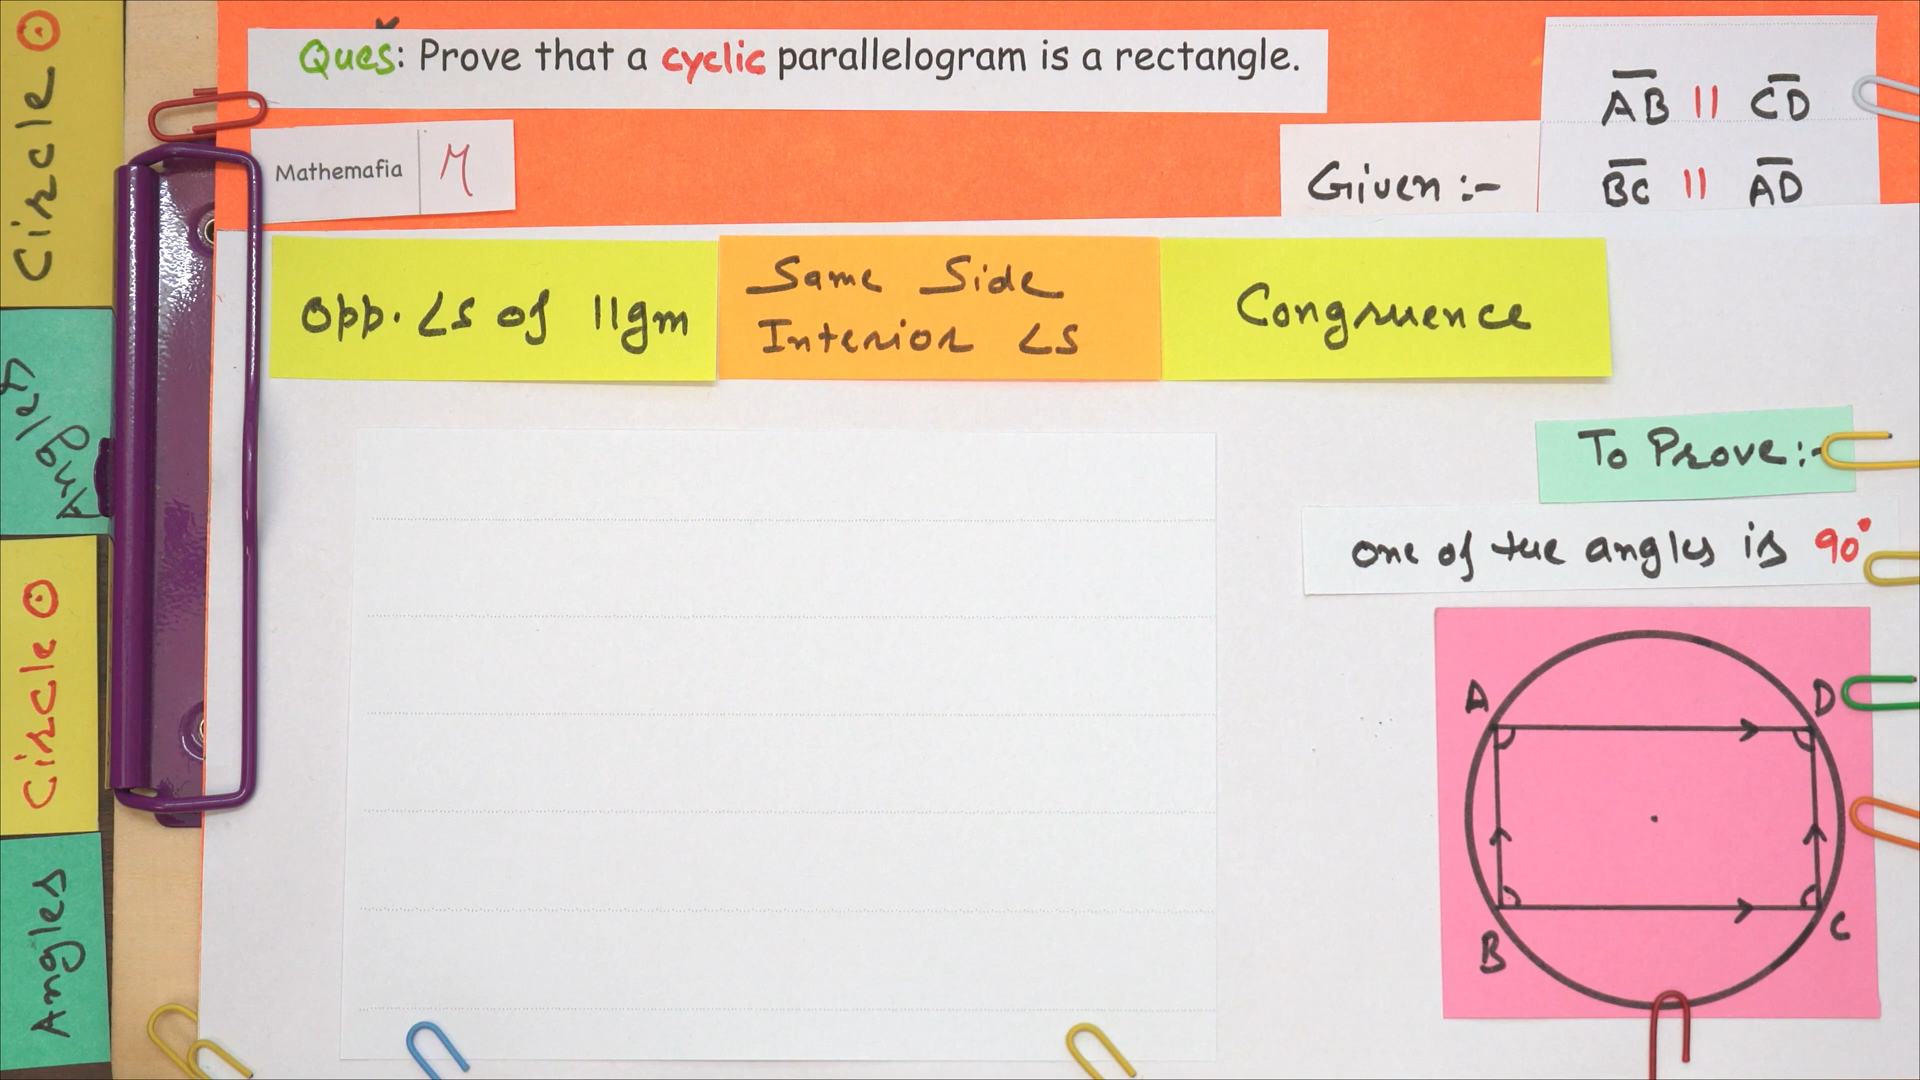 Ques: Prove that a cyclic parallelogram is a rectangle.
Mathemafia M
Given :-
AB || CD
BC || AD
Opp. ∠s of ||gm
Same Side
Interior ∠s
Congruence
To Prove:-
one of the angles is 90°
A
D
B
C
Circle
Angles
Circle
Angles